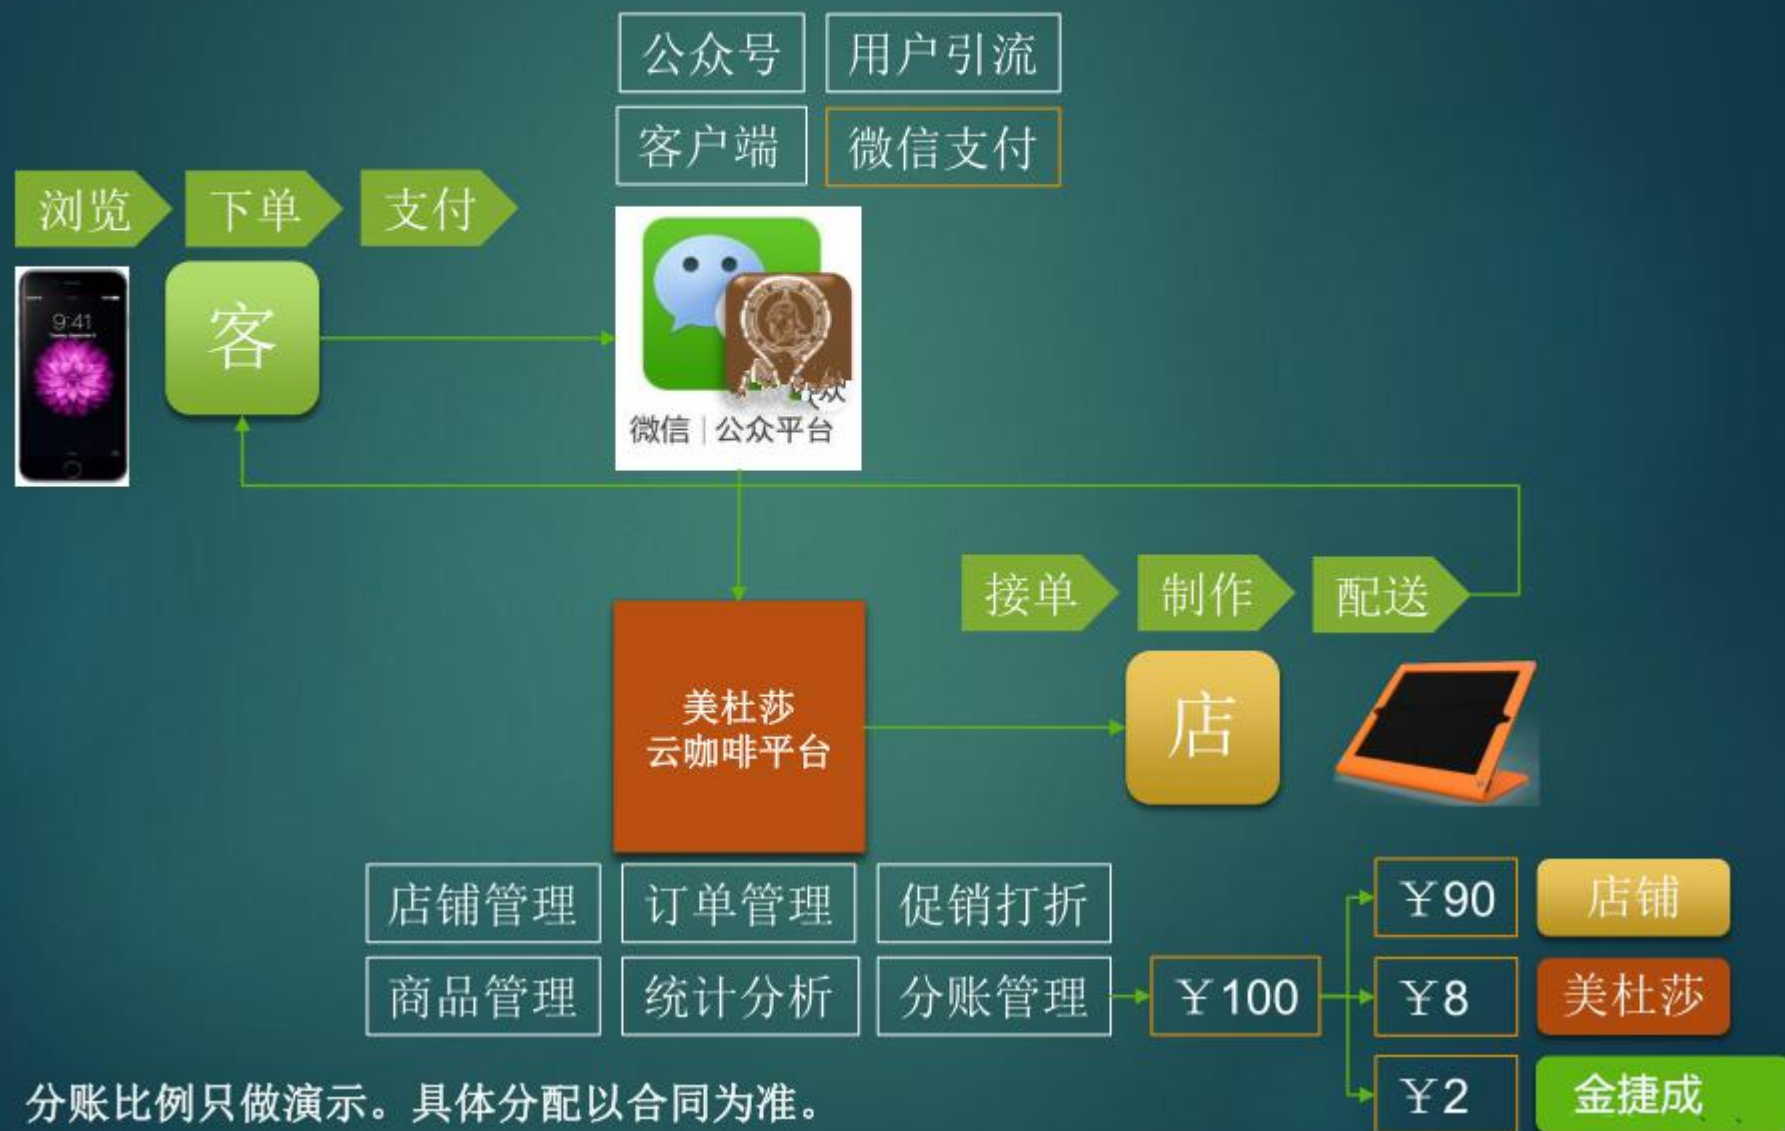 公众号
用户引流
客户端
微信支付
浏览
下单
支付
9:41
客
微信|公众平台
接单
制作
配送
美杜莎
云咖啡平台
店
店铺管理
订单管理
促销打折
商品管理
统计分析
分账管理
￥100
￥90
店铺
￥8
美杜莎
￥2
金捷成
分账比例只做演示。具体分配以合同为准。